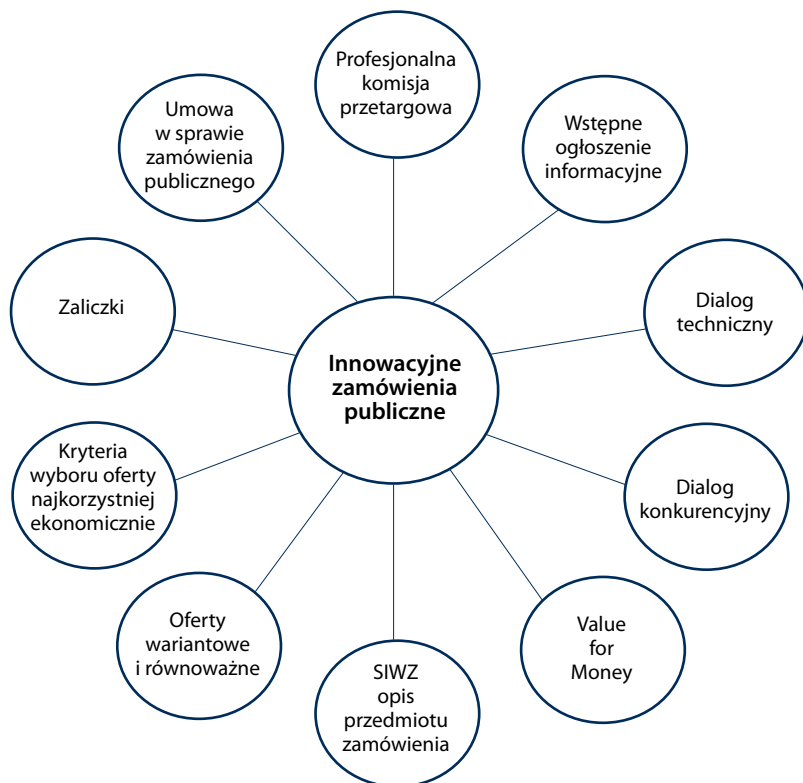 Profesjonalna
komisja
przetargowa
Wstępne
ogłoszenie
informacyjne
Dialog
techniczny
Dialog
konkurencyjny
Value
for
Money
SIWZ
opis
przedmiotu
zamówienia
Oferty
wariantowe
i równoważne
Kryteria
wyboru oferty
najkorzystniej
ekonomicznie
Zaliczki
Umowa
w sprawie
zamówienia
publicznego
Innowacyjne
zamówienia
publiczne